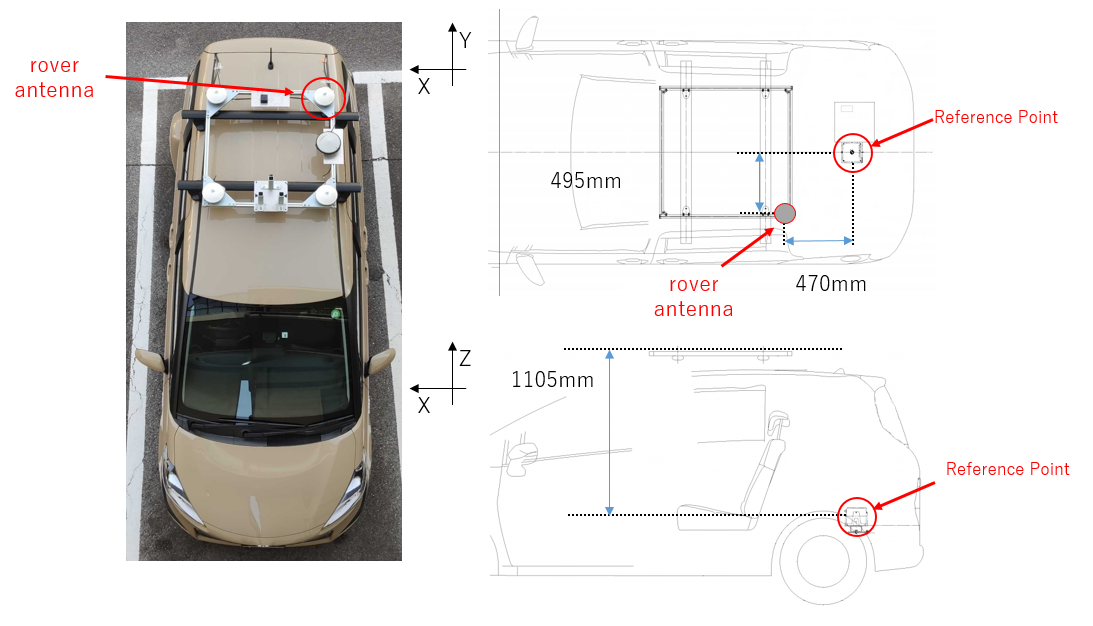 rover
antenna
Y
X
Reference Point
495mm
rover
antenna
470mm
Z
X
1105mm
Reference Point